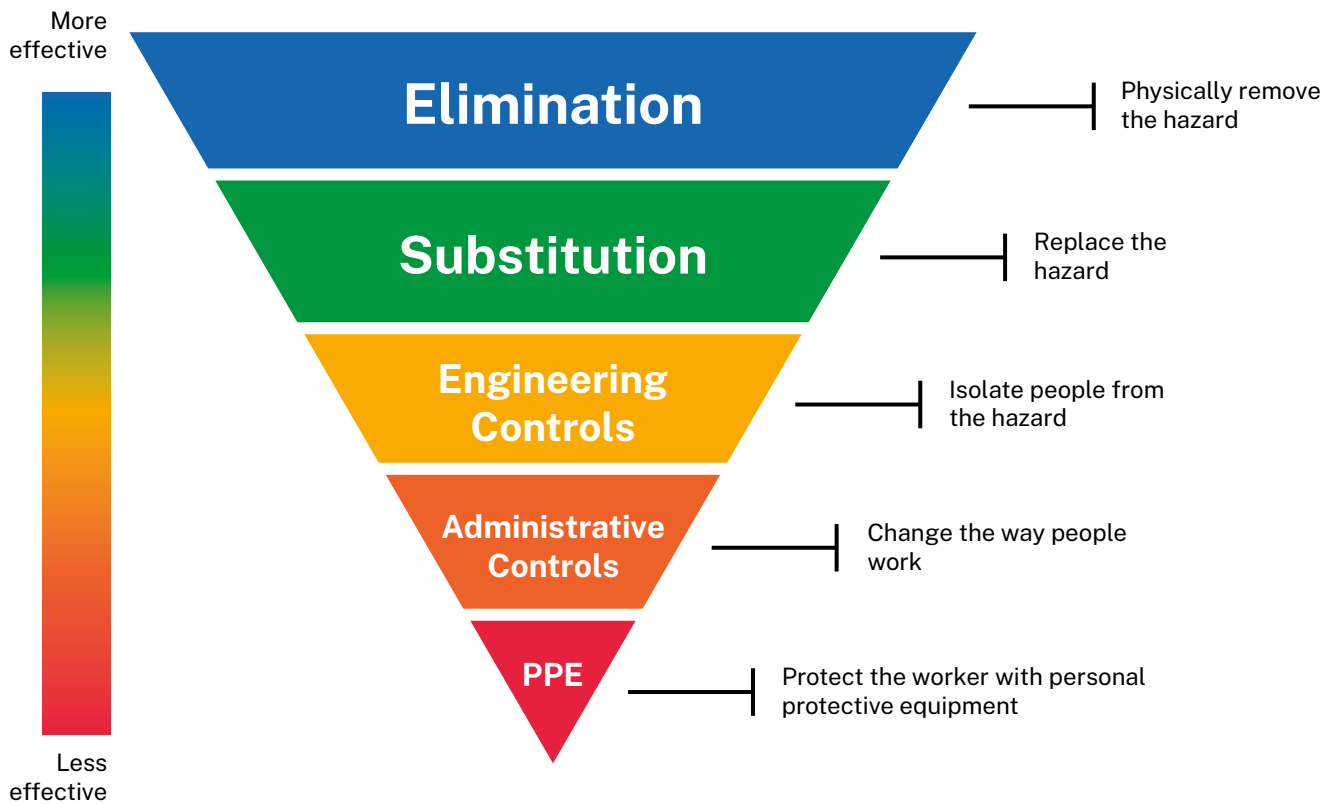 More
effective
Elimination
Physically remove
the hazard
Substitution
Replace the
hazard
Engineering
Controls
Isolate people from
the hazard
Administrative
Controls
Change the way people
work
PPE
Protect the worker with personal
protective equipment
Less
effective